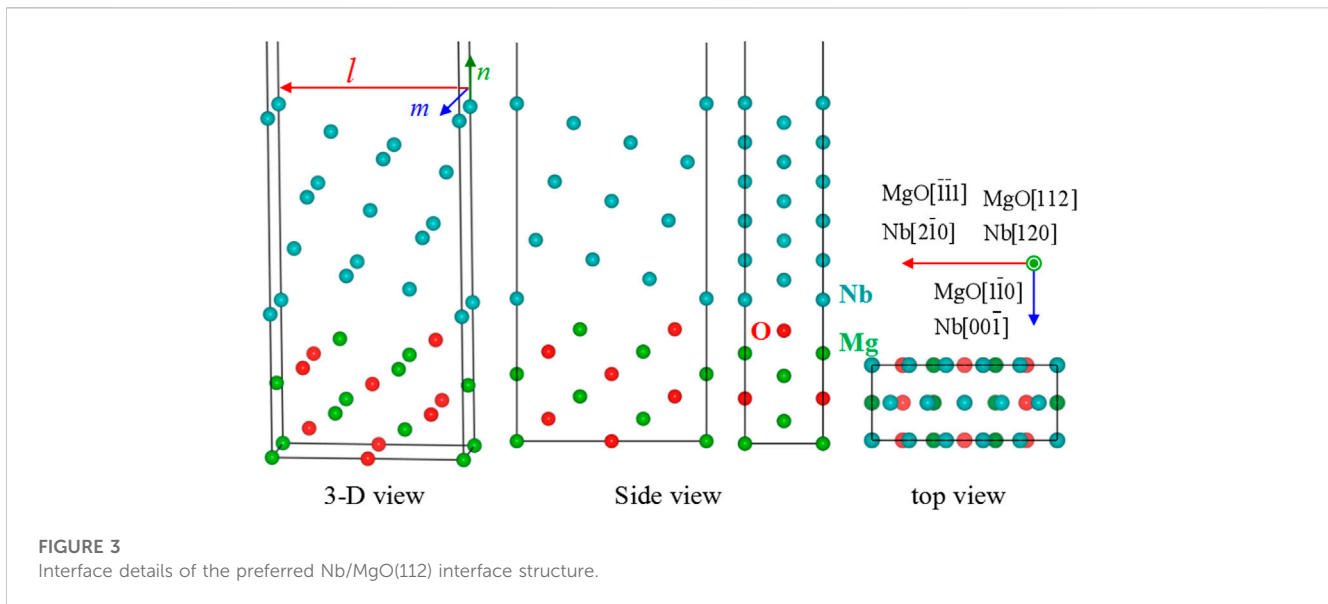 l
n
m
MgO[1̄1̄1] MgO[112]
Nb[21̄0] Nb[120]
MgO[11̄0]
Nb[001̄]
Nb
O
Mg
3-D view Side view top view
FIGURE 3
Interface details of the preferred Nb/MgO(112) interface structure.